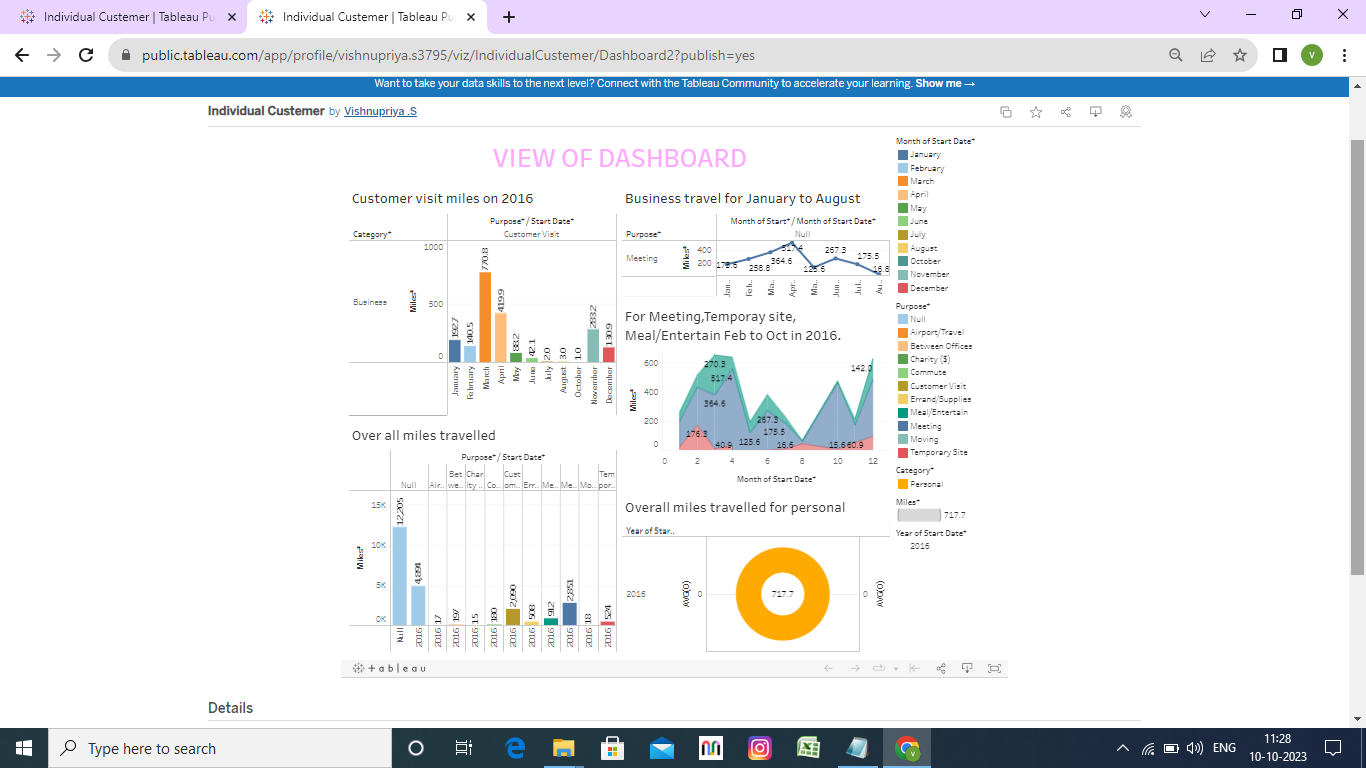 Individual Custemer | Tableau Pu
Individual Custemer | Tableau Pu
public.tableau.com/app/profile/vishnupriya.s3795/viz/IndividualCustemer/Dashboard2?publish=yes
V
Want to take your data skills to the next level? Connect with the Tableau Community to accelerate your learning. Show me →
Individual Custemer by Vishnupriya .S
VIEW OF DASHBOARD
Customer visit miles on 2016
Purpose* / Start Date*
Category*
Customer Visit
Business
Miles*
1000
500
0
192.7
140.5
770.8
419.9
83.2
42.1
2.0
3.0
1.0
283.2
130.9
January
February
March
April
May
June
July
August
October
November
December
Over all miles travelled
Purpose* / Start Date*
Null
Air..
Bet we..
Char ity ..
Co..
Cust om..
Err..
Me..
Me..
Mo..
Tem por..
Miles*
15K
10K
5K
0K
12,205
4,894
17
197
15
180
2,090
508
912
2,851
18
524
Null
2016
2016
2016
2016
2016
2016
2016
2016
2016
2016
2016
Business travel for January to August
Month of Start* / Month of Start Date*
Purpose*
Null
Meeting
Miles*
400
200
258.8
364.6
517.4
125.6
267.3
175.5
16.8
Jan..
Feb..
Ma..
Apr..
Ma..
Jun..
Jul..
Au..
For Meeting,Temporay site,
Meal/Entertain Feb to Oct in 2016.
Miles*
600
400
200
0
270.3
517.4
364.6
176.3
40.9
125.6
267.3
175.5
16.6
15.6
60.9
142.0
0
2
4
6
8
10
12
Month of Start Date*
Overall miles travelled for personal
Year of Star..
2016
AVG(0)
0
717.7
0
AVG(0)
Month of Start Date*
January
February
March
April
May
June
July
August
October
November
December
Purpose*
Null
Airport/Travel
Between Offices
Charity ($)
Commute
Customer Visit
Errand/Supplies
Meal/Entertain
Meeting
Moving
Temporary Site
Category*
Personal
Miles*
717.7
Year of Start Date*
2016
+ a b | e a u
Details
Type here to search
ENG
11:28
10-10-2023